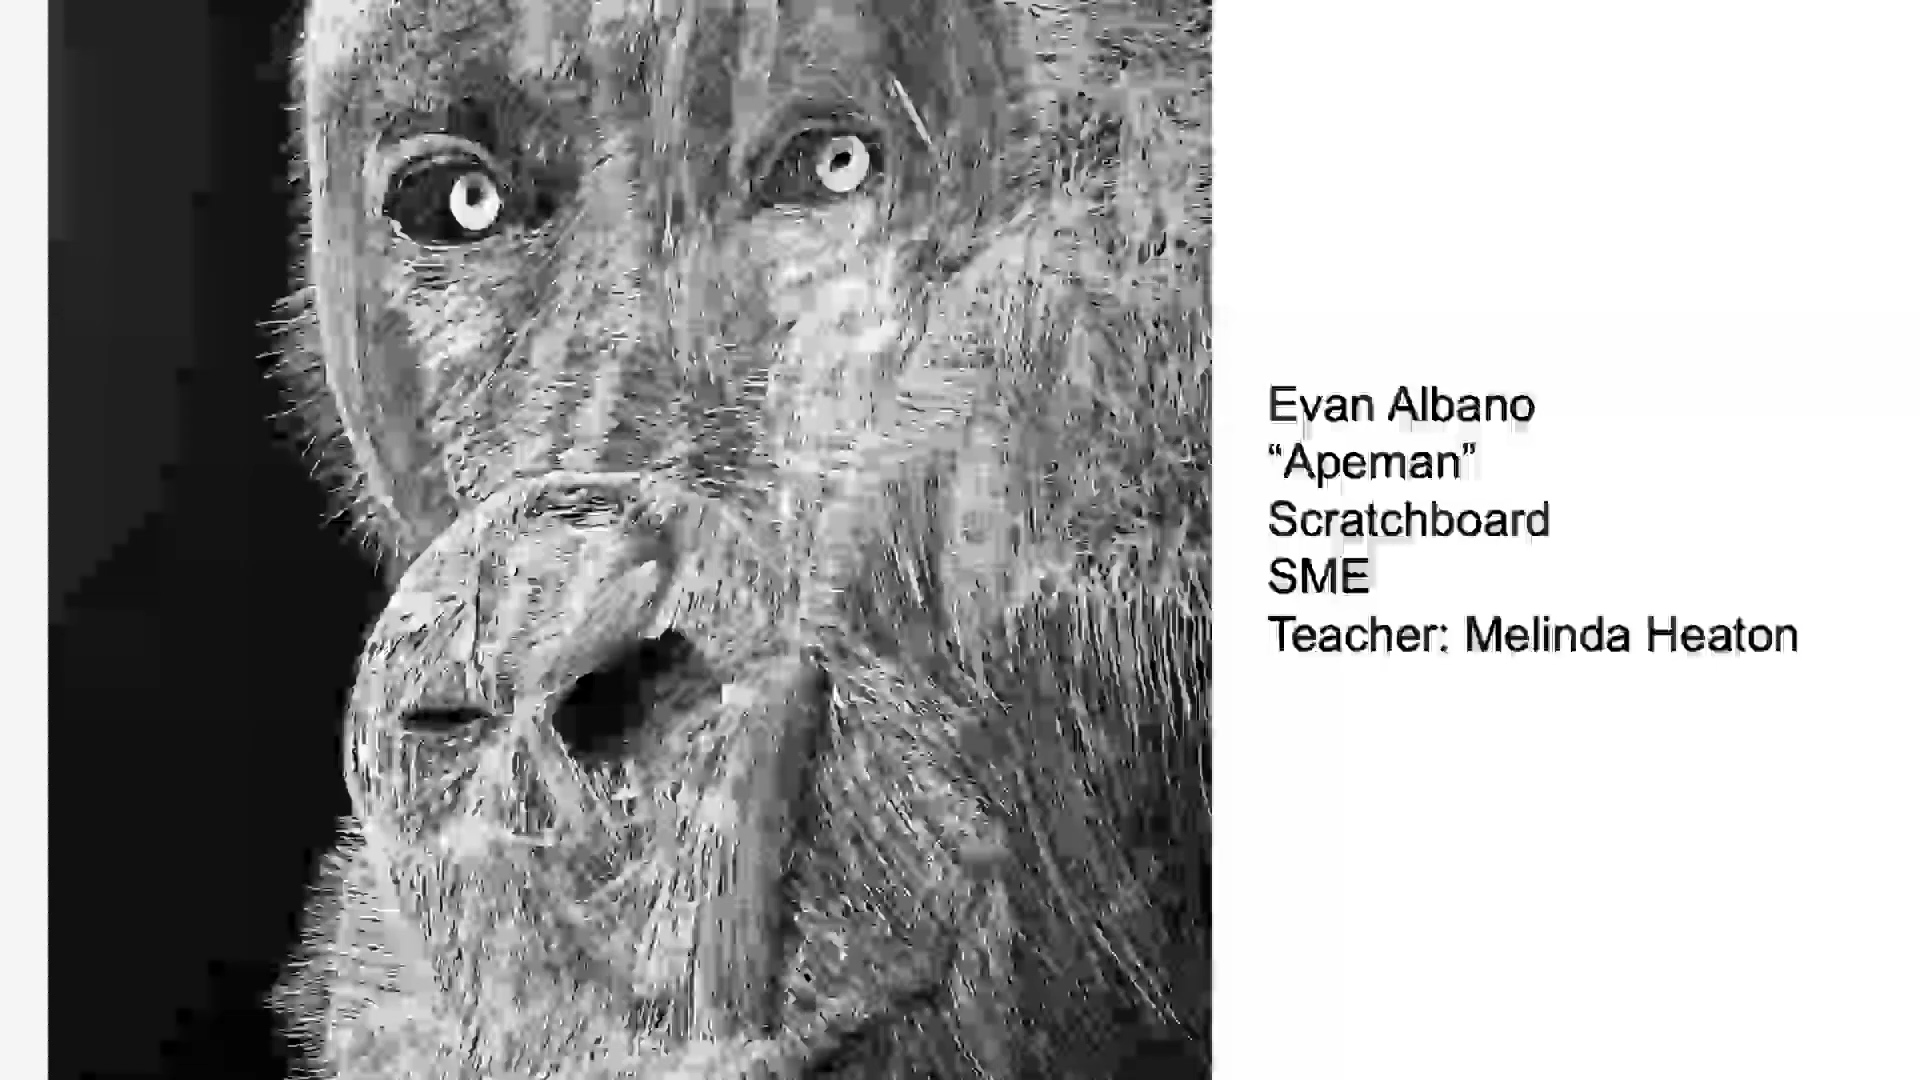 Evan Albano
“Apeman”
Scratchboard
SME
Teacher: Melinda Heaton